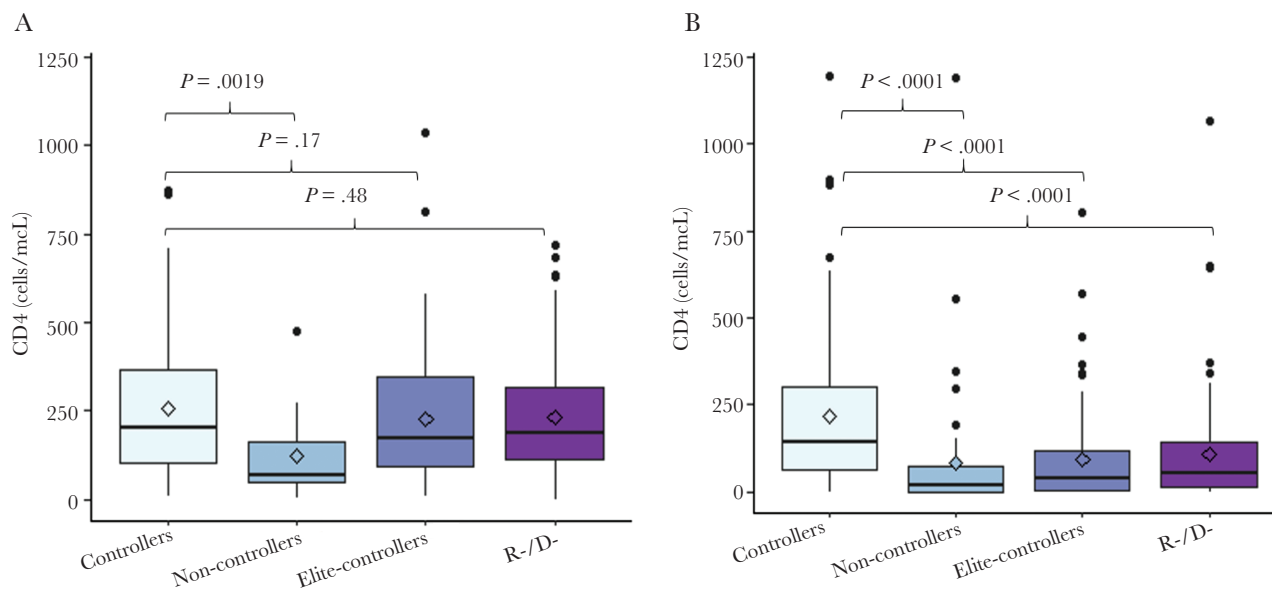 A
CD4 (cells/mcL)
1250
1000
750
500
250
0
P = .0019
P = .17
P = .48
Controllers
Non-controllers
Elite-controllers
R-/D-
B
CD4 (cells/mcL)
1250
1000
750
500
250
0
P < .0001
P < .0001
P < .0001
Controllers
Non-controllers
Elite-controllers
R-/D-